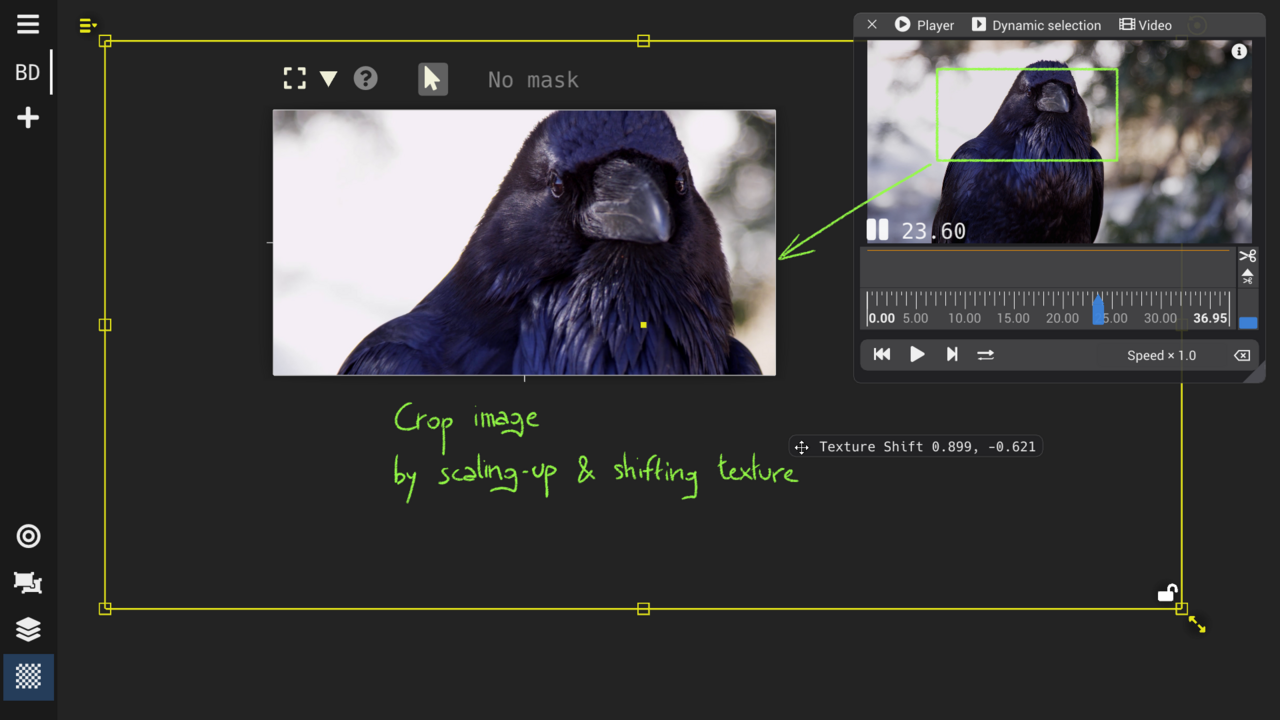 BD
No mask
Player
Dynamic selection
Video
23.60
0.00 5.00 10.00 15.00 20.00 25.00 30.00 36.95
Speed × 1.0
Crop image
by scaling-up & shifting texture
Texture Shift 0.899, -0.621